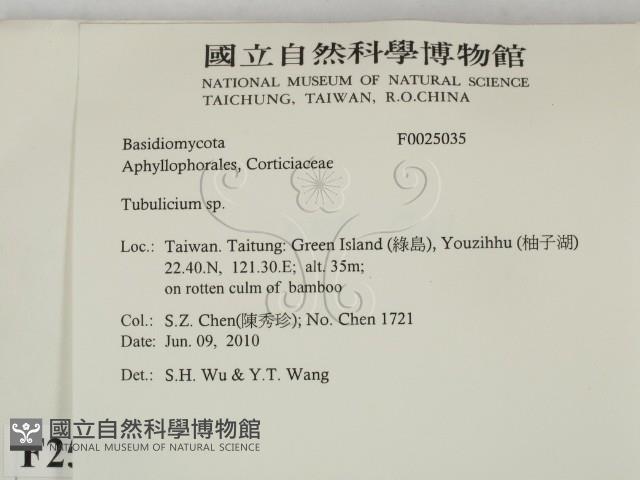 國立自然科學博物館
NATIONAL MUSEUM OF NATURAL SCIENCE
TAICHUNG, TAIWAN, R.O.CHINA
Basidiomycota F0025035
Aphyllophorales, Corticiaceae
Tubulicium sp.
Loc.: Taiwan. Taitung: Green Island (綠島), Youzihhu (柚子湖)
22.40.N, 121.30.E; alt. 35m;
on rotten culm of bamboo
Col.: S.Z. Chen(陳秀珍); No. Chen 1721
Date: Jun. 09, 2010
Det.: S.H. Wu & Y.T. Wang
國立自然科學博物館
NATIONAL MUSEUM OF NATURAL SCIENCE